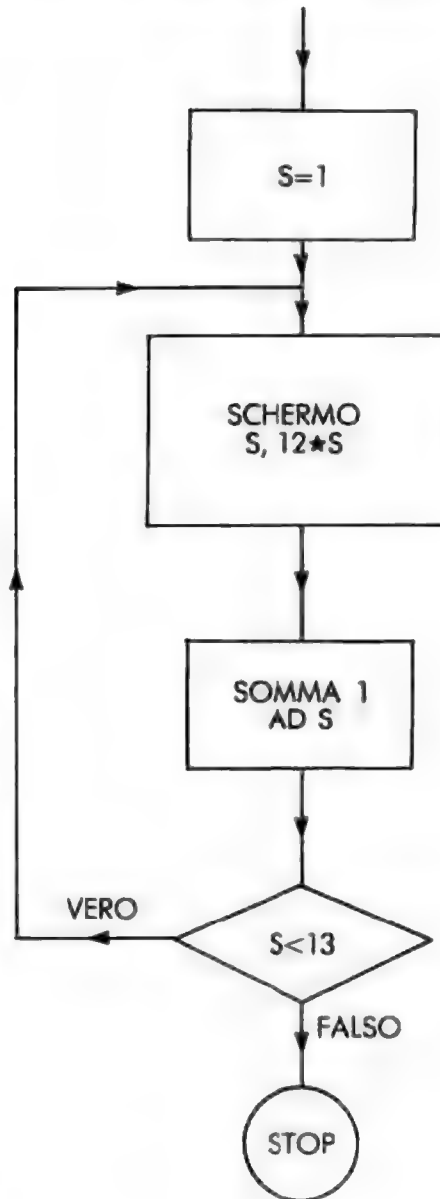 S=1
SCHERMO
S, 12★S
SOMMA 1
AD S
VERO
S<13
FALSO
STOP